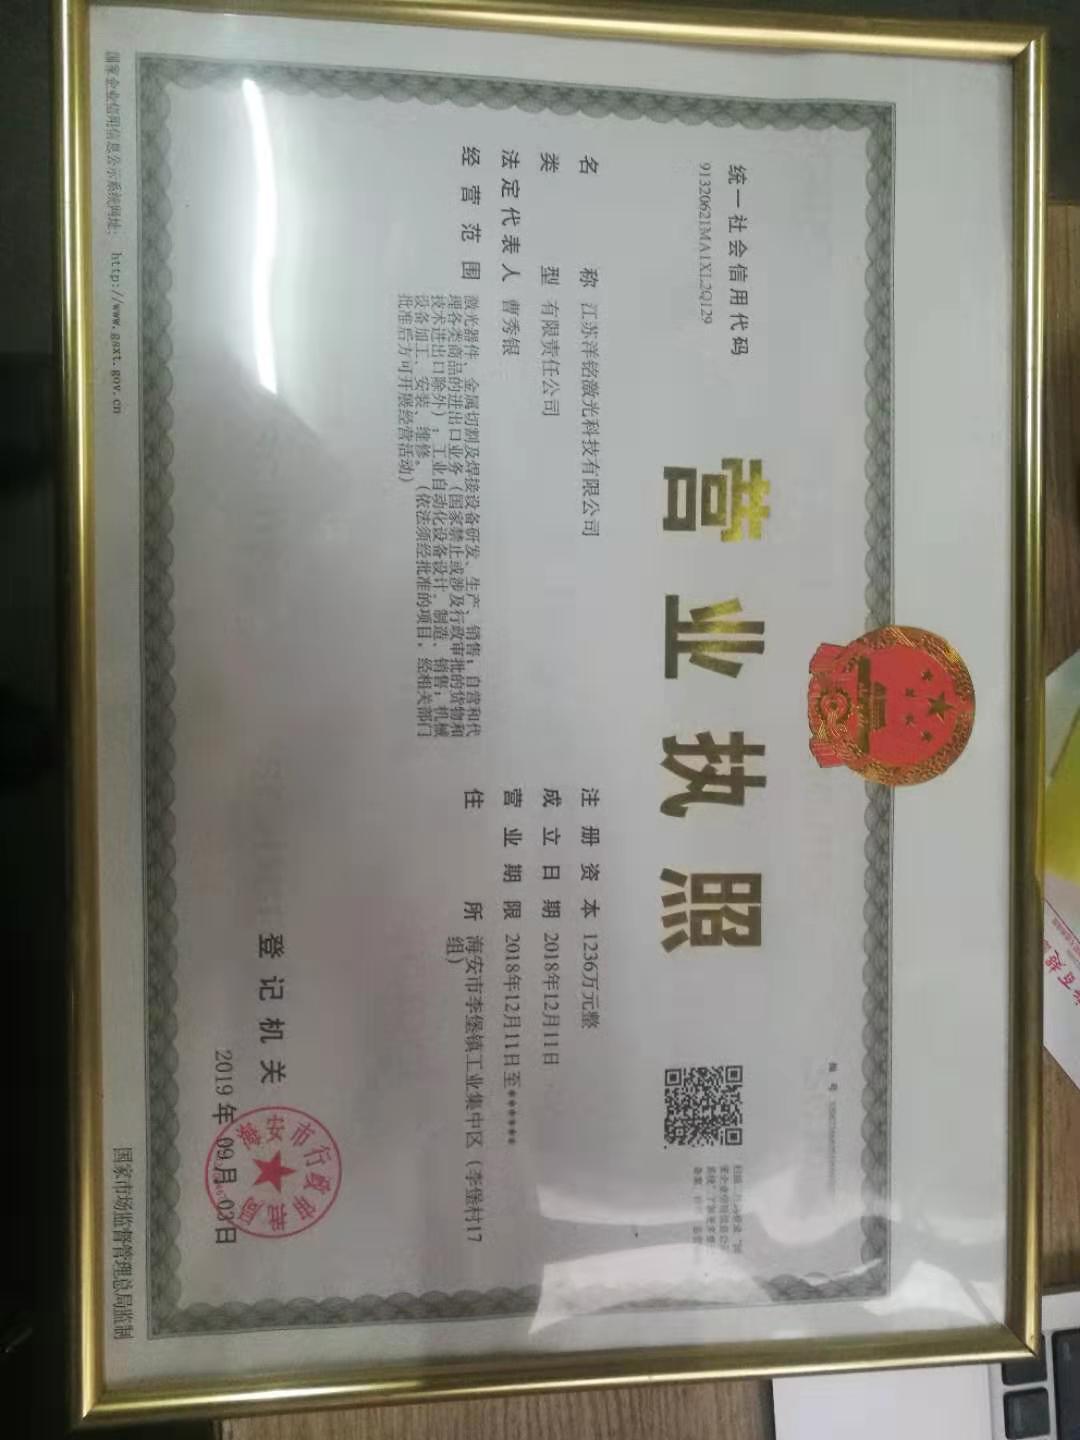 统一社会信用代码
91320621MA1XL2Q129
营业执照
名称 江苏洋铭激光科技有限公司
类型 有限责任公司
法定代表人 曹秀银
经营范围 激光器件、金属切割及焊接设备研发、生产、销售;自营和代
理各类商品的进出口业务(国家禁止或涉及行政审批的货物和
技术进出口除外);工业自动化设备设计、制造、销售;机械
设备加工、安装、维修。(依法须经批准的项目,经相关部门
批准后方可开展经营活动)
注册资本 1236万元整
成立日期 2018年12月11日
营业期限 2018年12月11日至******
住所 海安市李堡镇工业集中区(李堡村17
组)
登记机关
2019年09月03日
国家企业信用信息公示系统网址: http://www.gsxt.gov.cn
国家市场监督管理总局监制
编号